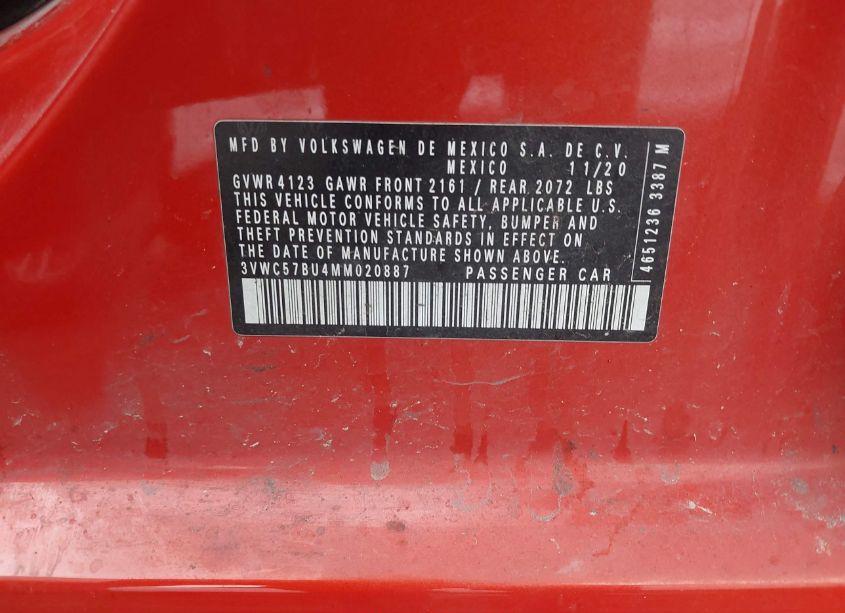 MFD BY VOLKSWAGEN DE MEXICO S.A. DE C.V.
MEXICO 11/20
GVWR 4123 GAWR FRONT 2161 / REAR 2072 LBS
THIS VEHICLE CONFORMS TO ALL APPLICABLE U.S.
FEDERAL MOTOR VEHICLE SAFETY, BUMPER AND
THEFT PREVENTION STANDARDS IN EFFECT ON
THE DATE OF MANUFACTURE SHOWN ABOVE.
3VWC57BU4MM020887 PASSENGER CAR
4651236 3387 M